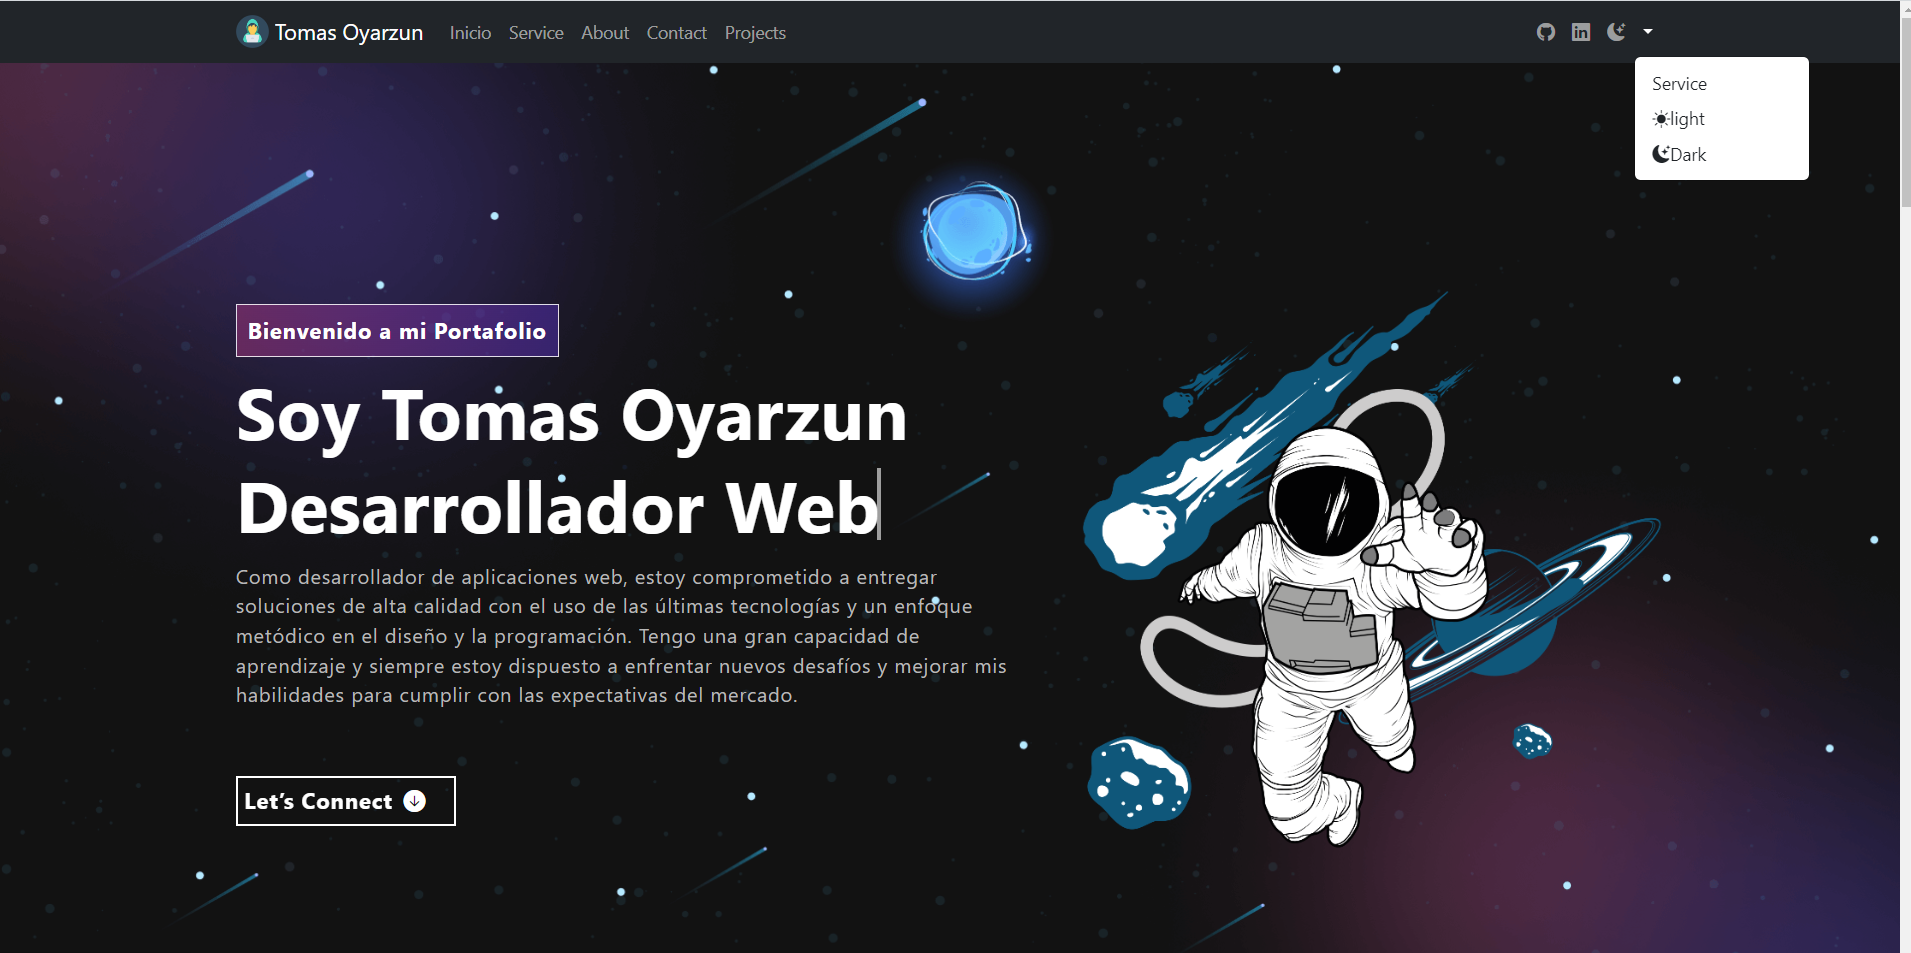 Tomas Oyarzun Inicio Service About Contact Projects
Service
light
Dark
Bienvenido a mi Portafolio
Soy Tomas Oyarzun
Desarrollador Web
Como desarrollador de aplicaciones web, estoy comprometido a entregar
soluciones de alta calidad con el uso de las últimas tecnologías y un enfoque
metódico en el diseño y la programación. Tengo una gran capacidad de
aprendizaje y siempre estoy dispuesto a enfrentar nuevos desafíos y mejorar mis
habilidades para cumplir con las expectativas del mercado.
Let’s Connect